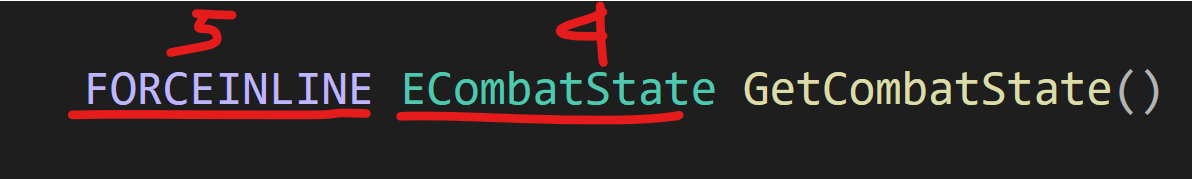 5 4
FORCEINLINE ECombatState GetCombatState()